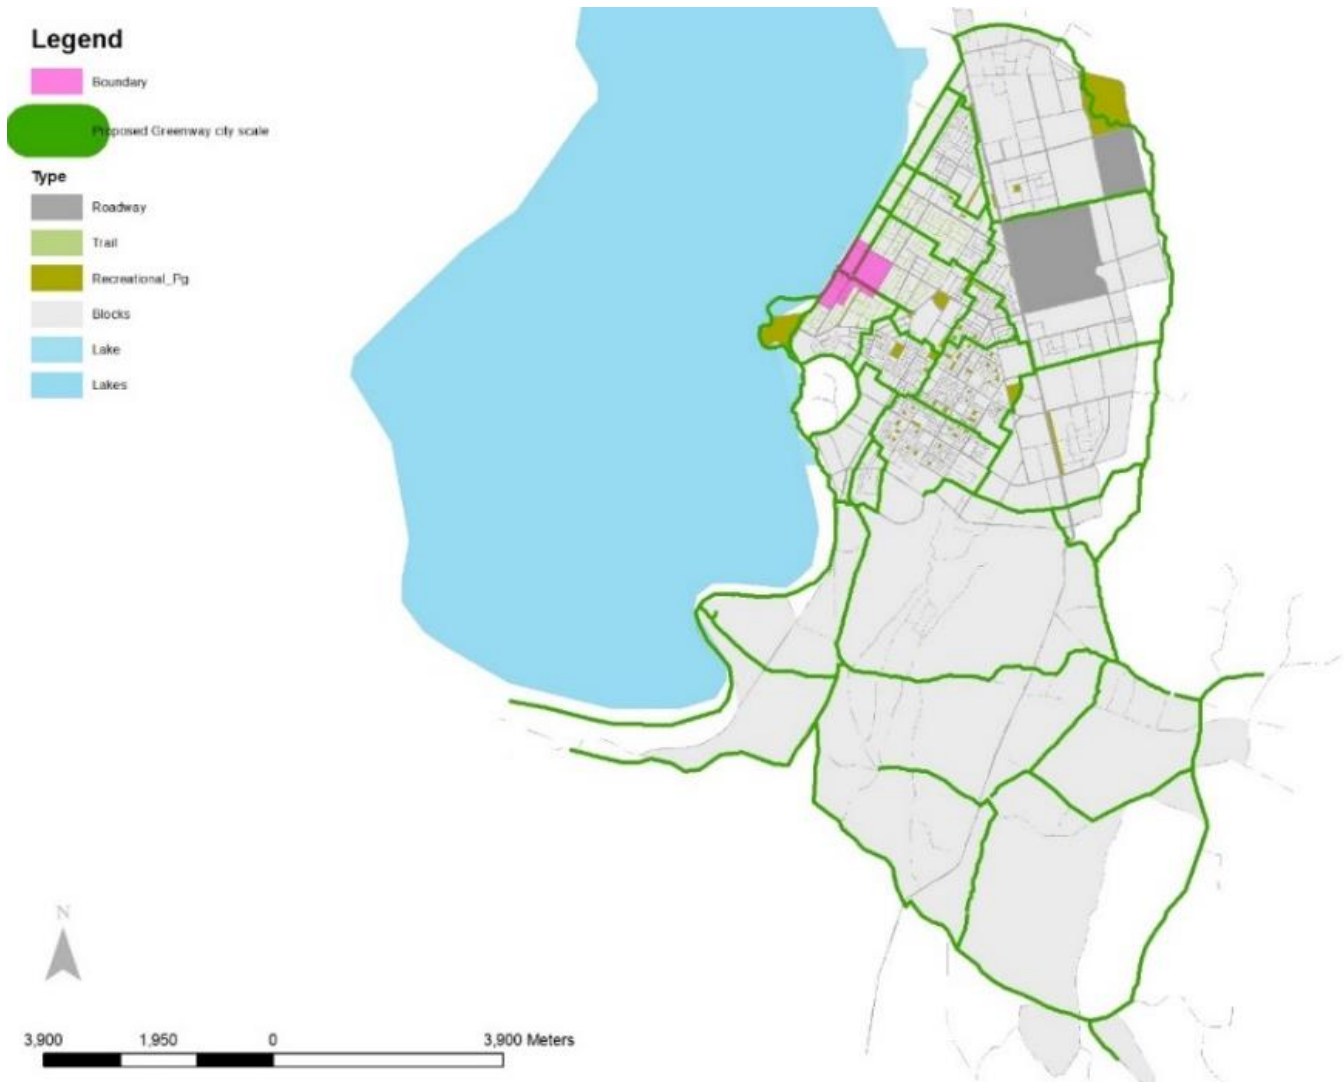 Legend
Boundary
Proposed Greenway city scale
Type
Roadway
Trail
Recreational_Pg
Blocks
Lake
Lakes
N
3,900 1,950 0 3,900 Meters